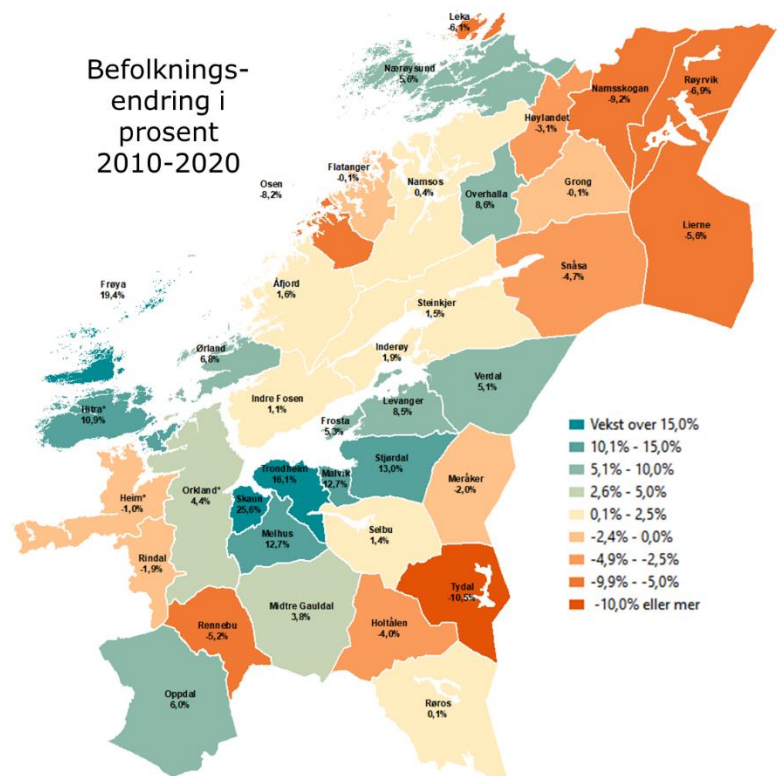 Befolknings-
endring i
prosent
2010-2020
Leka
-6,1%
Nærøysund
5,6%
Namsskogan
-9,2%
Røyrvik
-6,9%
Høylandet
-3,1%
Flatanger
-0,1%
Osen
-8,2%
Namsos
0,4%
Overhalla
8,6%
Grong
-0,1%
Lierne
-5,6%
Snåsa
-4,7%
Frøya
19,4%
Åfjord
1,6%
Steinkjer
1,5%
Ørland
6,8%
Inderøy
1,9%
Verdal
5,1%
Hitra*
10,9%
Indre Fosen
1,1%
Levanger
8,5%
Frosta
5,3%
Stjørdal
13,0%
Trondheim
16,1%
Malvik
12,7%
Meråker
-2,0%
Heim*
-1,0%
Orkland*
4,4%
Skaun
25,6%
Melhus
12,7%
Selbu
1,4%
Rindal
-1,9%
Tydal
-10,5%
Midtre Gauldal
3,8%
Holtålen
-4,0%
Rennebu
-5,2%
Oppdal
6,0%
Røros
0,1%
Vekst over 15,0%
10,1% - 15,0%
5,1% - 10,0%
2,6% - 5,0%
0,1% - 2,5%
-2,4% - 0,0%
-4,9% - -2,5%
-9,9% - -5,0%
-10,0% eller mer